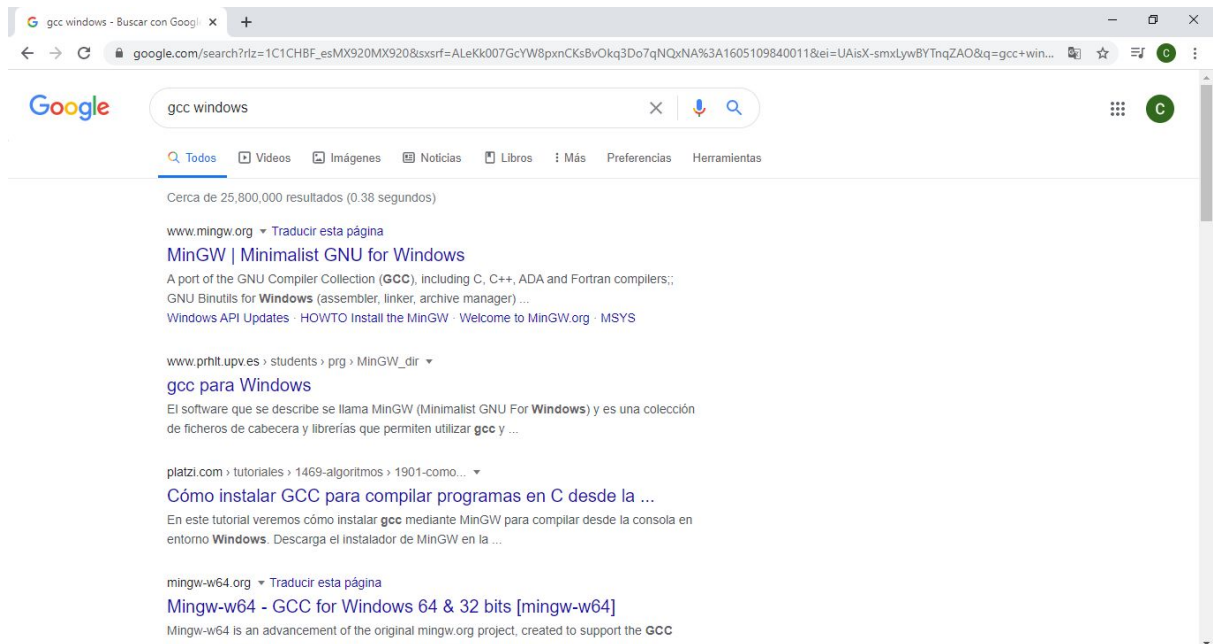 gcc windows - Buscar con Googl
google.com/search?rlz=1C1CHBF_esMX920MX920&sxsrf=ALeKk007GcYW8pxnCKsBvOkq3Do7qNQxNA%3A1605109840011&ei=UAisX-smxLywBYTnqZAO&q=gcc+win...
C
Google
gcc windows
C
Todos Videos Imágenes Noticias Libros Más Preferencias Herramientas
Cerca de 25,800,000 resultados (0.38 segundos)
www.mingw.org Traducir esta página
MinGW | Minimalist GNU for Windows
A port of the GNU Compiler Collection (GCC), including C, C++, ADA and Fortran compilers;;
GNU Binutils for Windows (assembler, linker, archive manager) ...
Windows API Updates · HOWTO Install the MinGW · Welcome to MinGW.org · MSYS
www.prhlt.upv.es › students › prg › MinGW_dir
gcc para Windows
El software que se describe se llama MinGW (Minimalist GNU For Windows) y es una colección
de ficheros de cabecera y librerías que permiten utilizar gcc y ...
platzi.com › tutoriales › 1469-algoritmos › 1901-como...
Cómo instalar GCC para compilar programas en C desde la ...
En este tutorial veremos cómo instalar gcc mediante MinGW para compilar desde la consola en
entorno Windows. Descarga el instalador de MinGW en la ...
mingw-w64.org Traducir esta página
Mingw-w64 - GCC for Windows 64 & 32 bits [mingw-w64]
Mingw-w64 is an advancement of the original mingw.org project, created to support the GCC